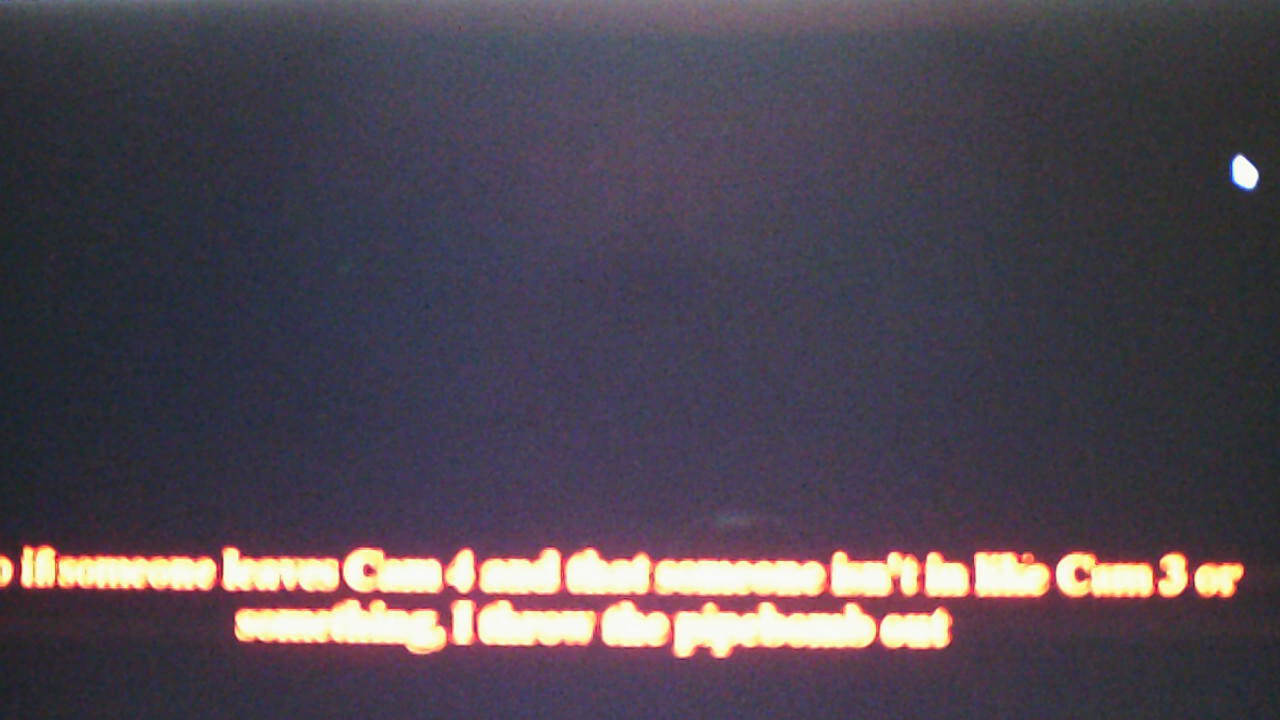 if someone leaves Cam 4 and that someone isn't in like Cam 3 or
something, I throw the pipebomb out